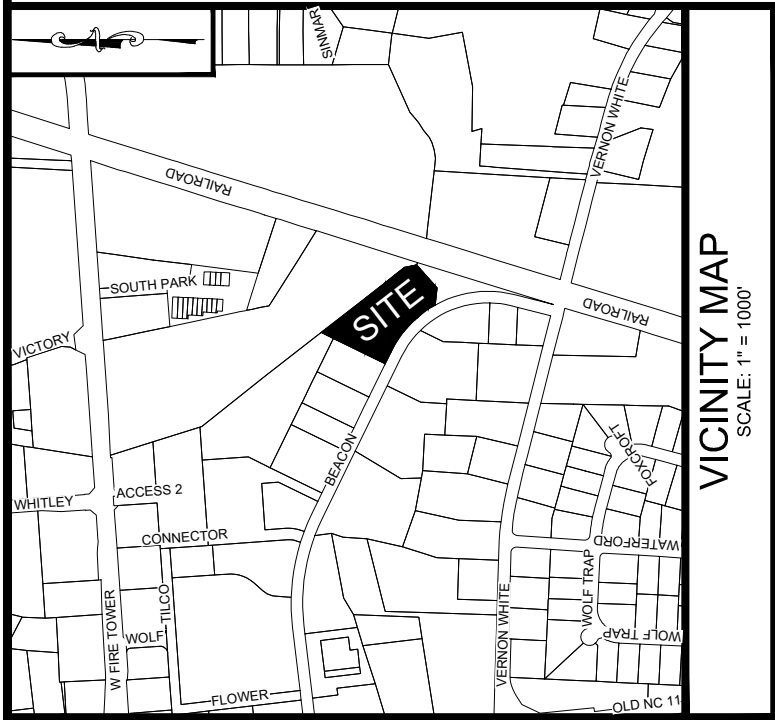 SINMAR
VERNON WHITE
RAILROAD
SOUTH PARK
SITE
RAILROAD
VICTORY
BEACON
FOXCROFT
ACCESS 2
WHITLEY
CONNECTOR
WATERFORD
WOLF TRAP
TILCO
W FIRE TOWER
VERNON WHITE
WOLF
WOLF TRAP
FLOWER
OLD NC 11
VICINITY MAP
SCALE: 1" = 1000'